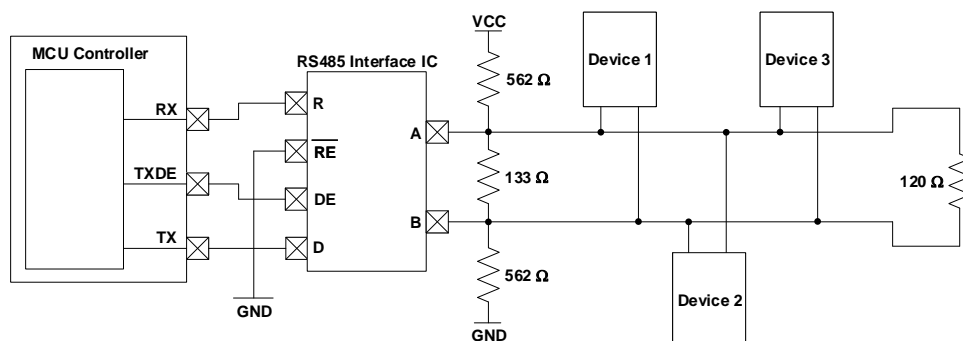 MCU Controller
RX
TXDE
TX
RS485 Interface IC
R
RE
DE
D
A
B
GND
VCC
562 Ω
133 Ω
562 Ω
GND
Device 1
Device 3
Device 2
120 Ω